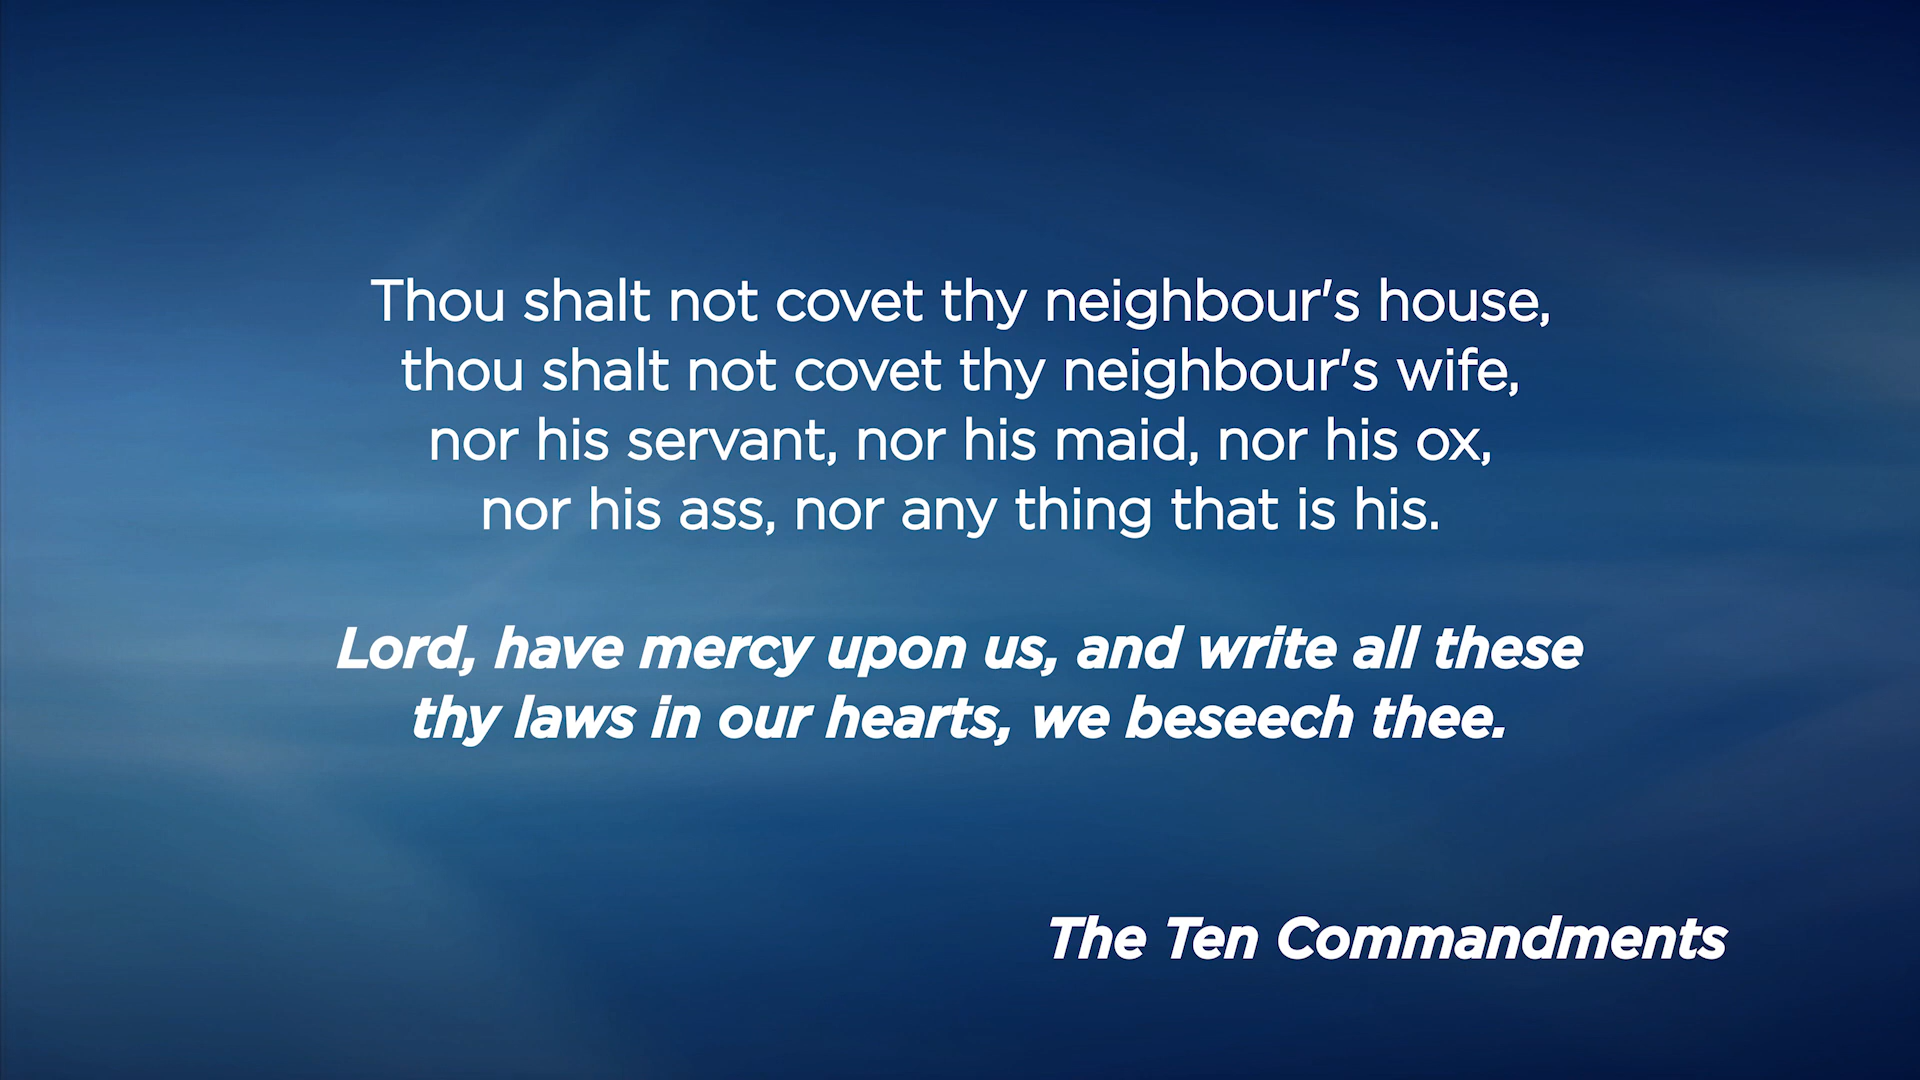 Thou shalt not covet thy neighbour's house,
thou shalt not covet thy neighbour's wife,
nor his servant, nor his maid, nor his ox,
nor his ass, nor any thing that is his.
Lord, have mercy upon us, and write all these
thy laws in our hearts, we beseech thee.
The Ten Commandments